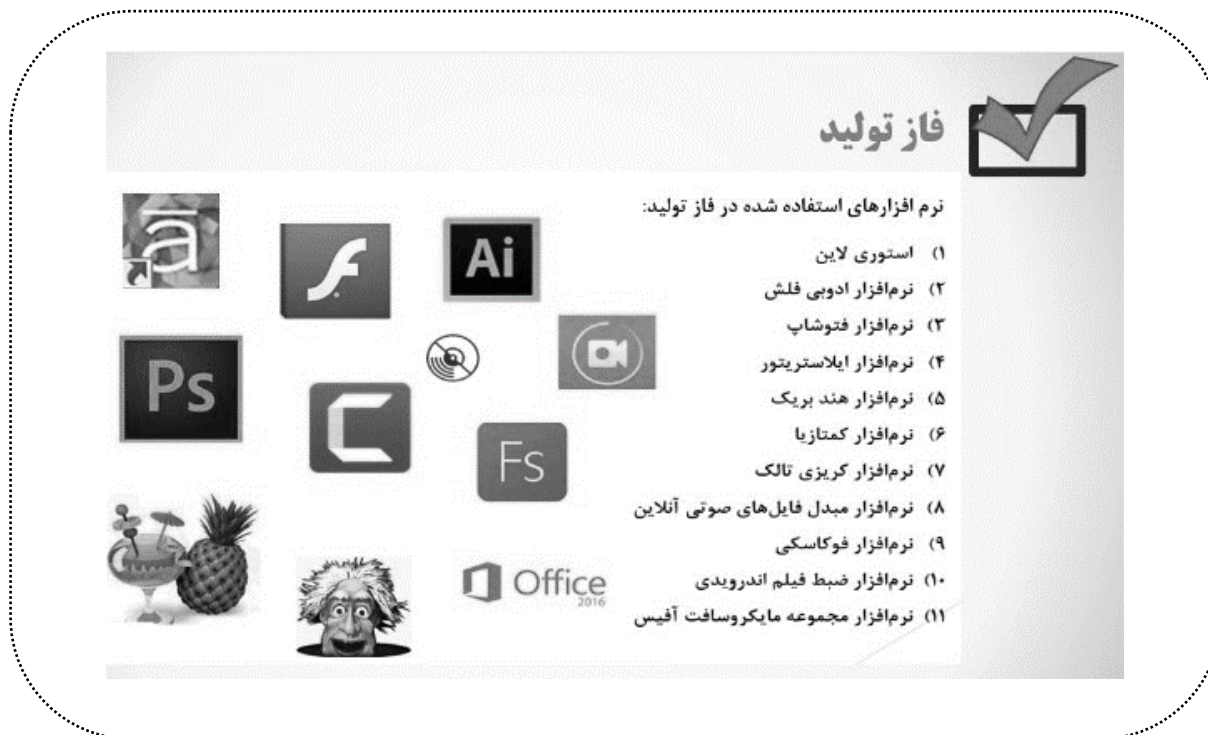 فاز تولید
نرم افزارهای استفاده شده در فاز تولید:
۱) استوری لاین
۲) نرم‌افزار ادوبی فلش
۳) نرم‌افزار فتوشاپ
۴) نرم‌افزار ایلاستریتور
۵) نرم‌افزار هند بریک
۶) نرم‌افزار کمتازیا
۷) نرم‌افزار کریزی تالک
۸) نرم‌افزار مبدل فایل‌های صوتی آنلاین
۹) نرم‌افزار فوکاسکی
۱۰) نرم‌افزار ضبط فیلم اندرویدی
۱۱) نرم‌افزار مجموعه مایکروسافت آفیس
ā
Ai
Ps
Fs
Office
2016